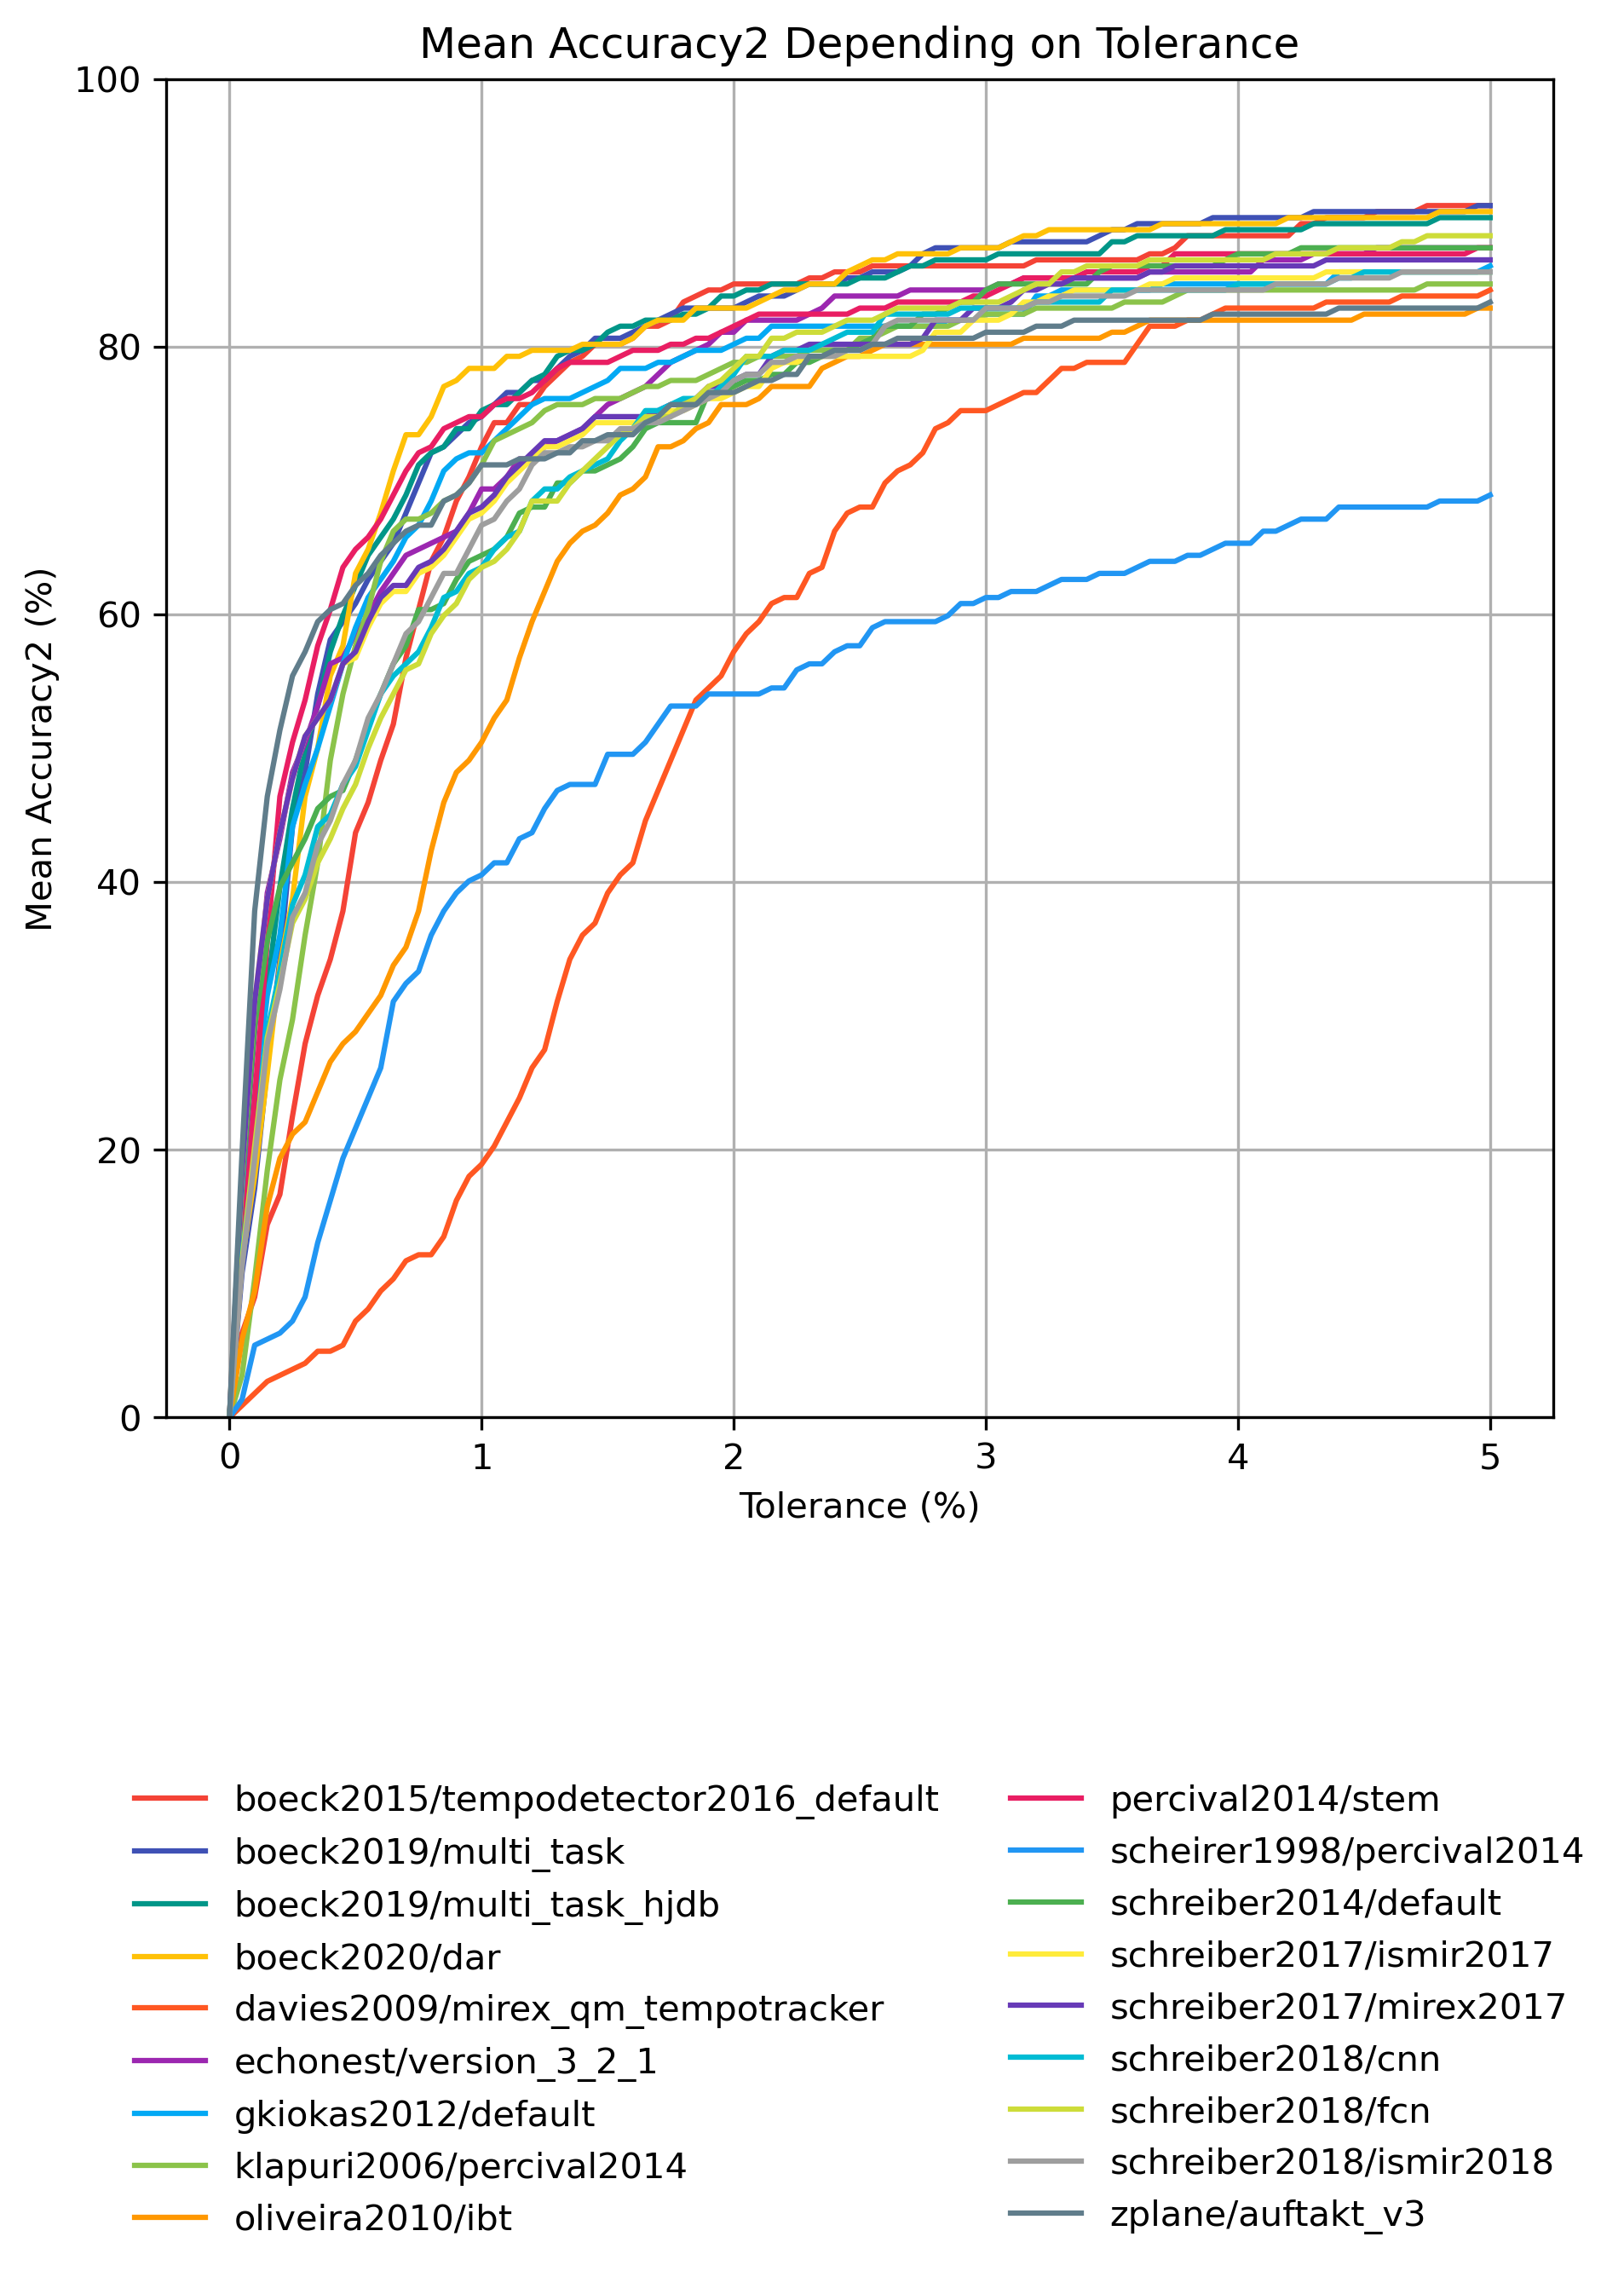 Mean Accuracy2 Depending on Tolerance
100
80
60
40
20
0
Mean Accuracy2 (%)
0 1 2 3 4 5
Tolerance (%)
boeck2015/tempodetector2016_default
boeck2019/multi_task
boeck2019/multi_task_hjdb
boeck2020/dar
davies2009/mirex_qm_tempotracker
echonest/version_3_2_1
gkiokas2012/default
klapuri2006/percival2014
oliveira2010/ibt
percival2014/stem
scheirer1998/percival2014
schreiber2014/default
schreiber2017/ismir2017
schreiber2017/mirex2017
schreiber2018/cnn
schreiber2018/fcn
schreiber2018/ismir2018
zplane/auftakt_v3